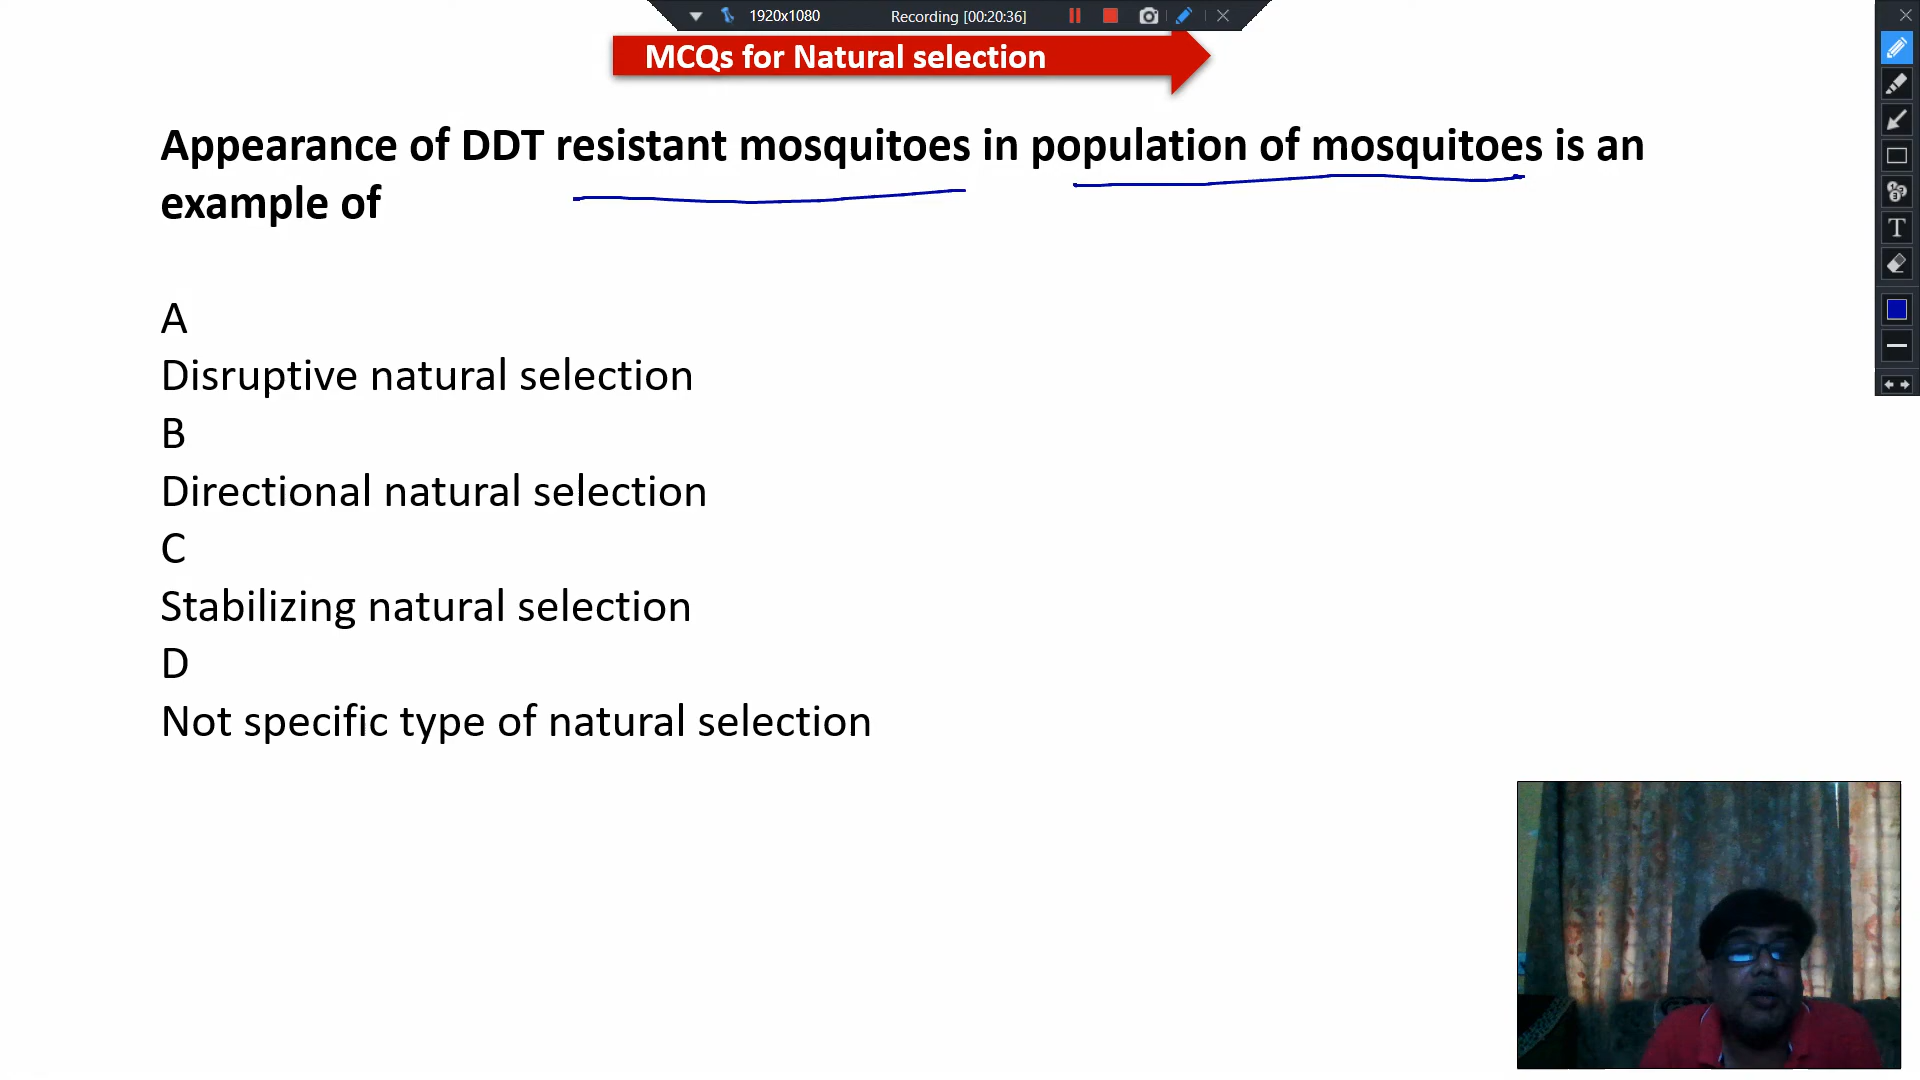 1920x1080
Recording [00:20:36]
MCQs for Natural selection
Appearance of DDT resistant mosquitoes in population of mosquitoes is an
example of
A
Disruptive natural selection
B
Directional natural selection
C
Stabilizing natural selection
D
Not specific type of natural selection